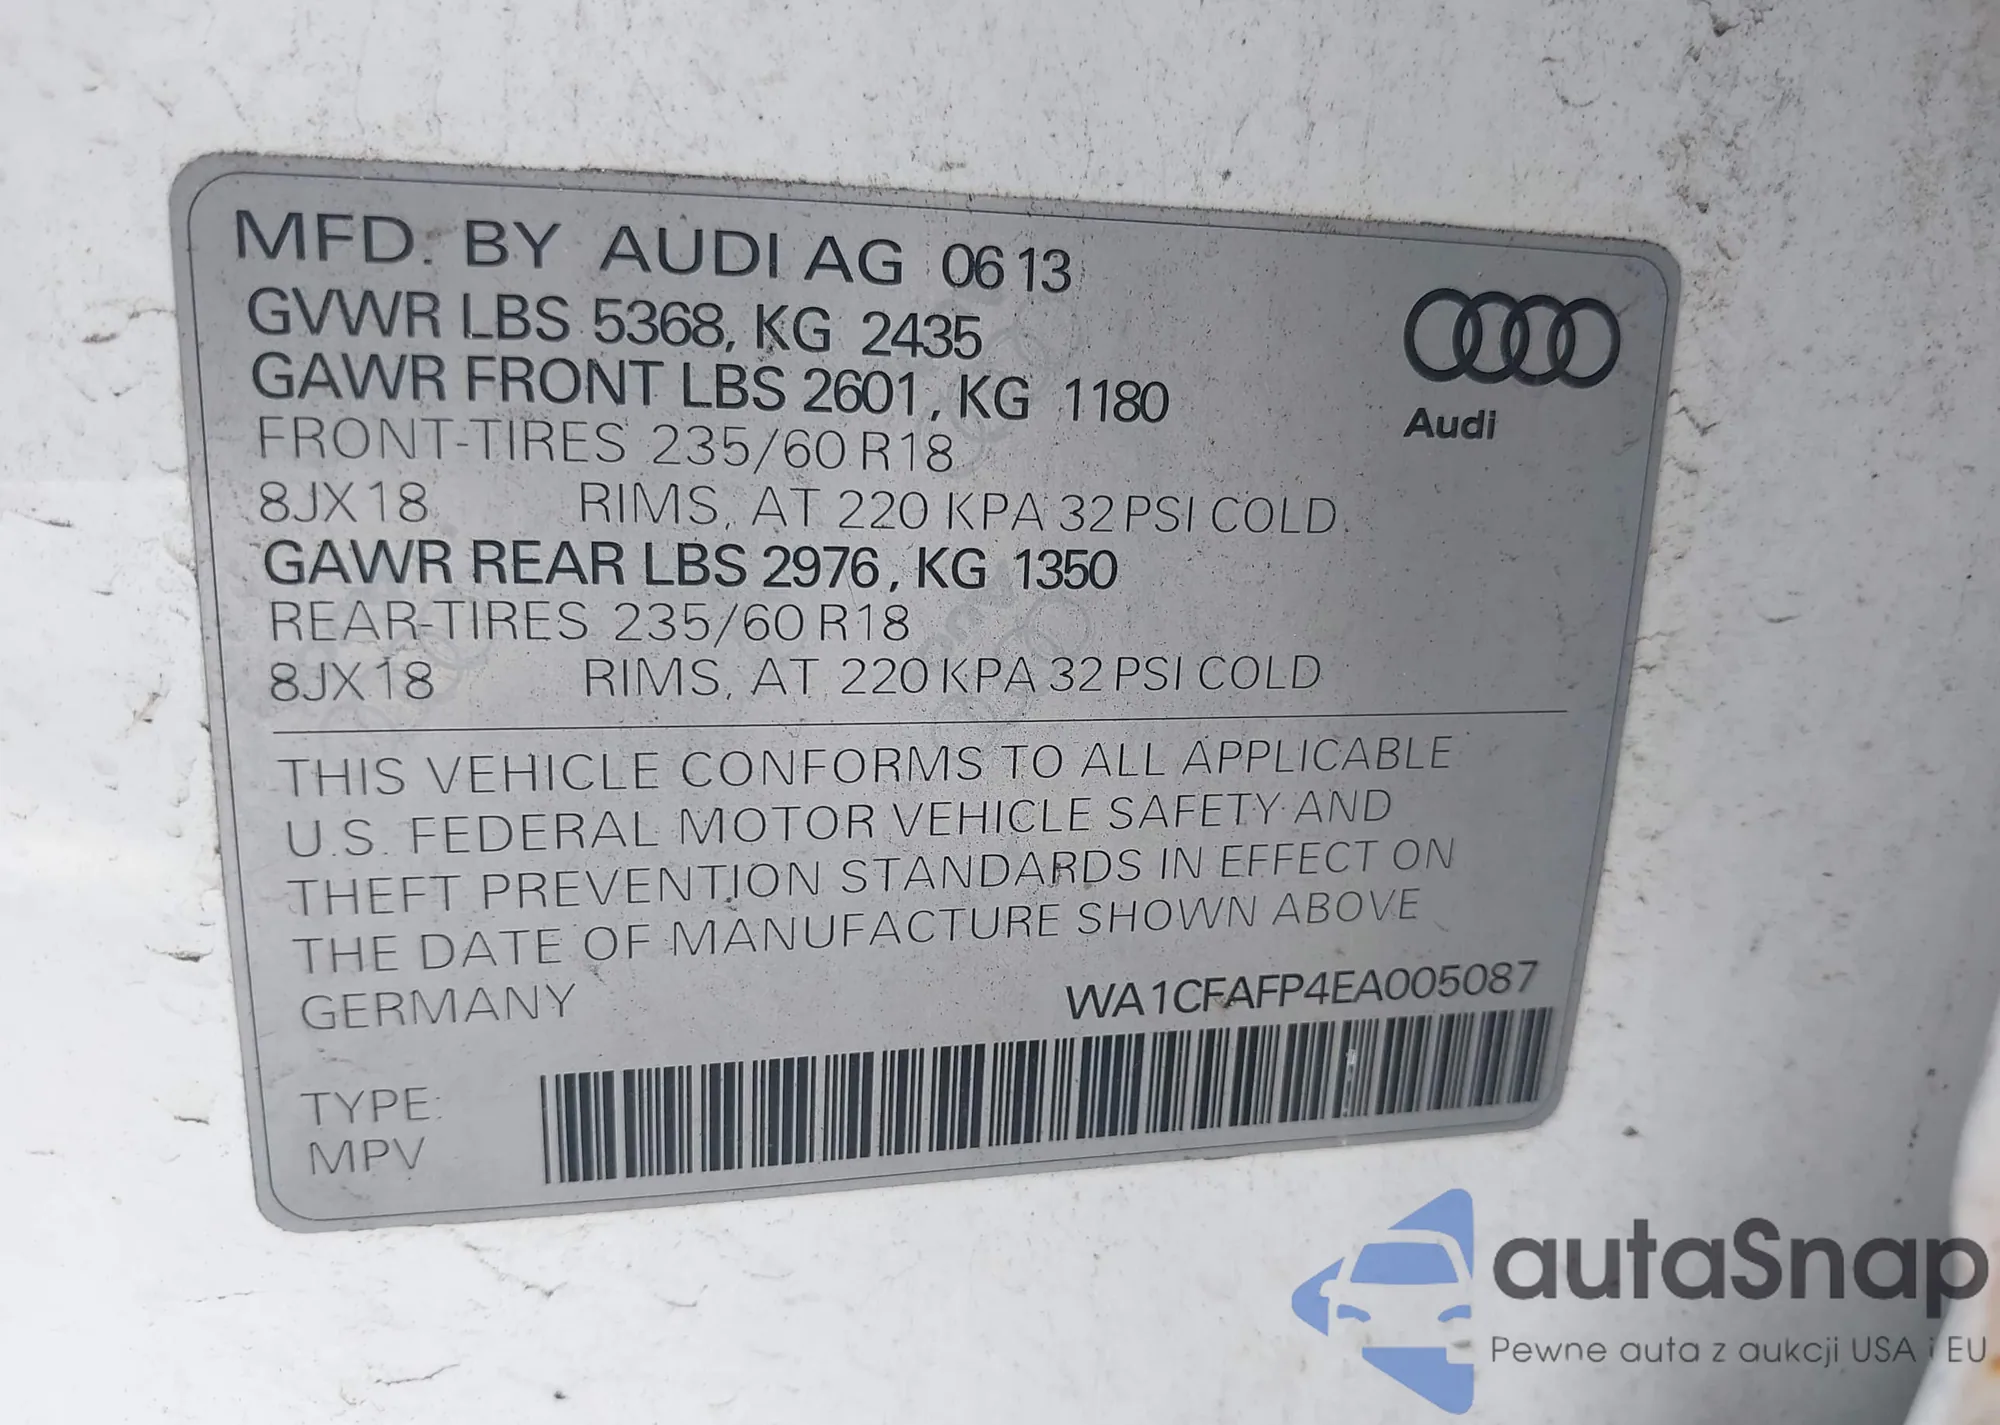 MFD. BY AUDI AG 06 13
GVWR LBS 5368, KG 2435
GAWR FRONT LBS 2601, KG 1180
FRONT-TIRES 235/60 R18
8JX18 RIMS, AT 220 KPA 32 PSI COLD
GAWR REAR LBS 2976, KG 1350
REAR-TIRES 235/60 R18
8JX18 RIMS, AT 220 KPA 32 PSI COLD
Audi
THIS VEHICLE CONFORMS TO ALL APPLICABLE
U.S. FEDERAL MOTOR VEHICLE SAFETY AND
THEFT PREVENTION STANDARDS IN EFFECT ON
THE DATE OF MANUFACTURE SHOWN ABOVE
GERMANY WA1CFAFP4EA005087
TYPE:
MPV
autaSnap
Pewne auta z aukcji USA i EU